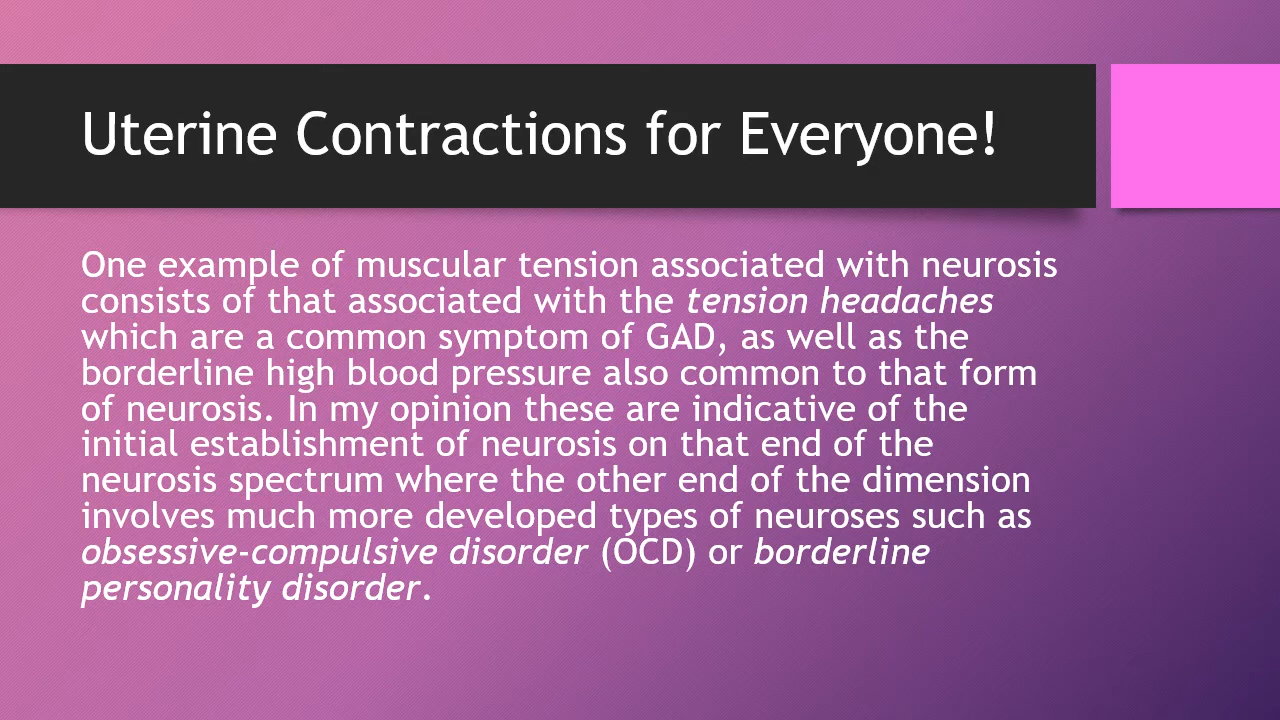 Uterine Contractions for Everyone!
One example of muscular tension associated with neurosis
consists of that associated with the tension headaches
which are a common symptom of GAD, as well as the
borderline high blood pressure also common to that form
of neurosis. In my opinion these are indicative of the
initial establishment of neurosis on that end of the
neurosis spectrum where the other end of the dimension
involves much more developed types of neuroses such as
obsessive-compulsive disorder (OCD) or borderline
personality disorder.